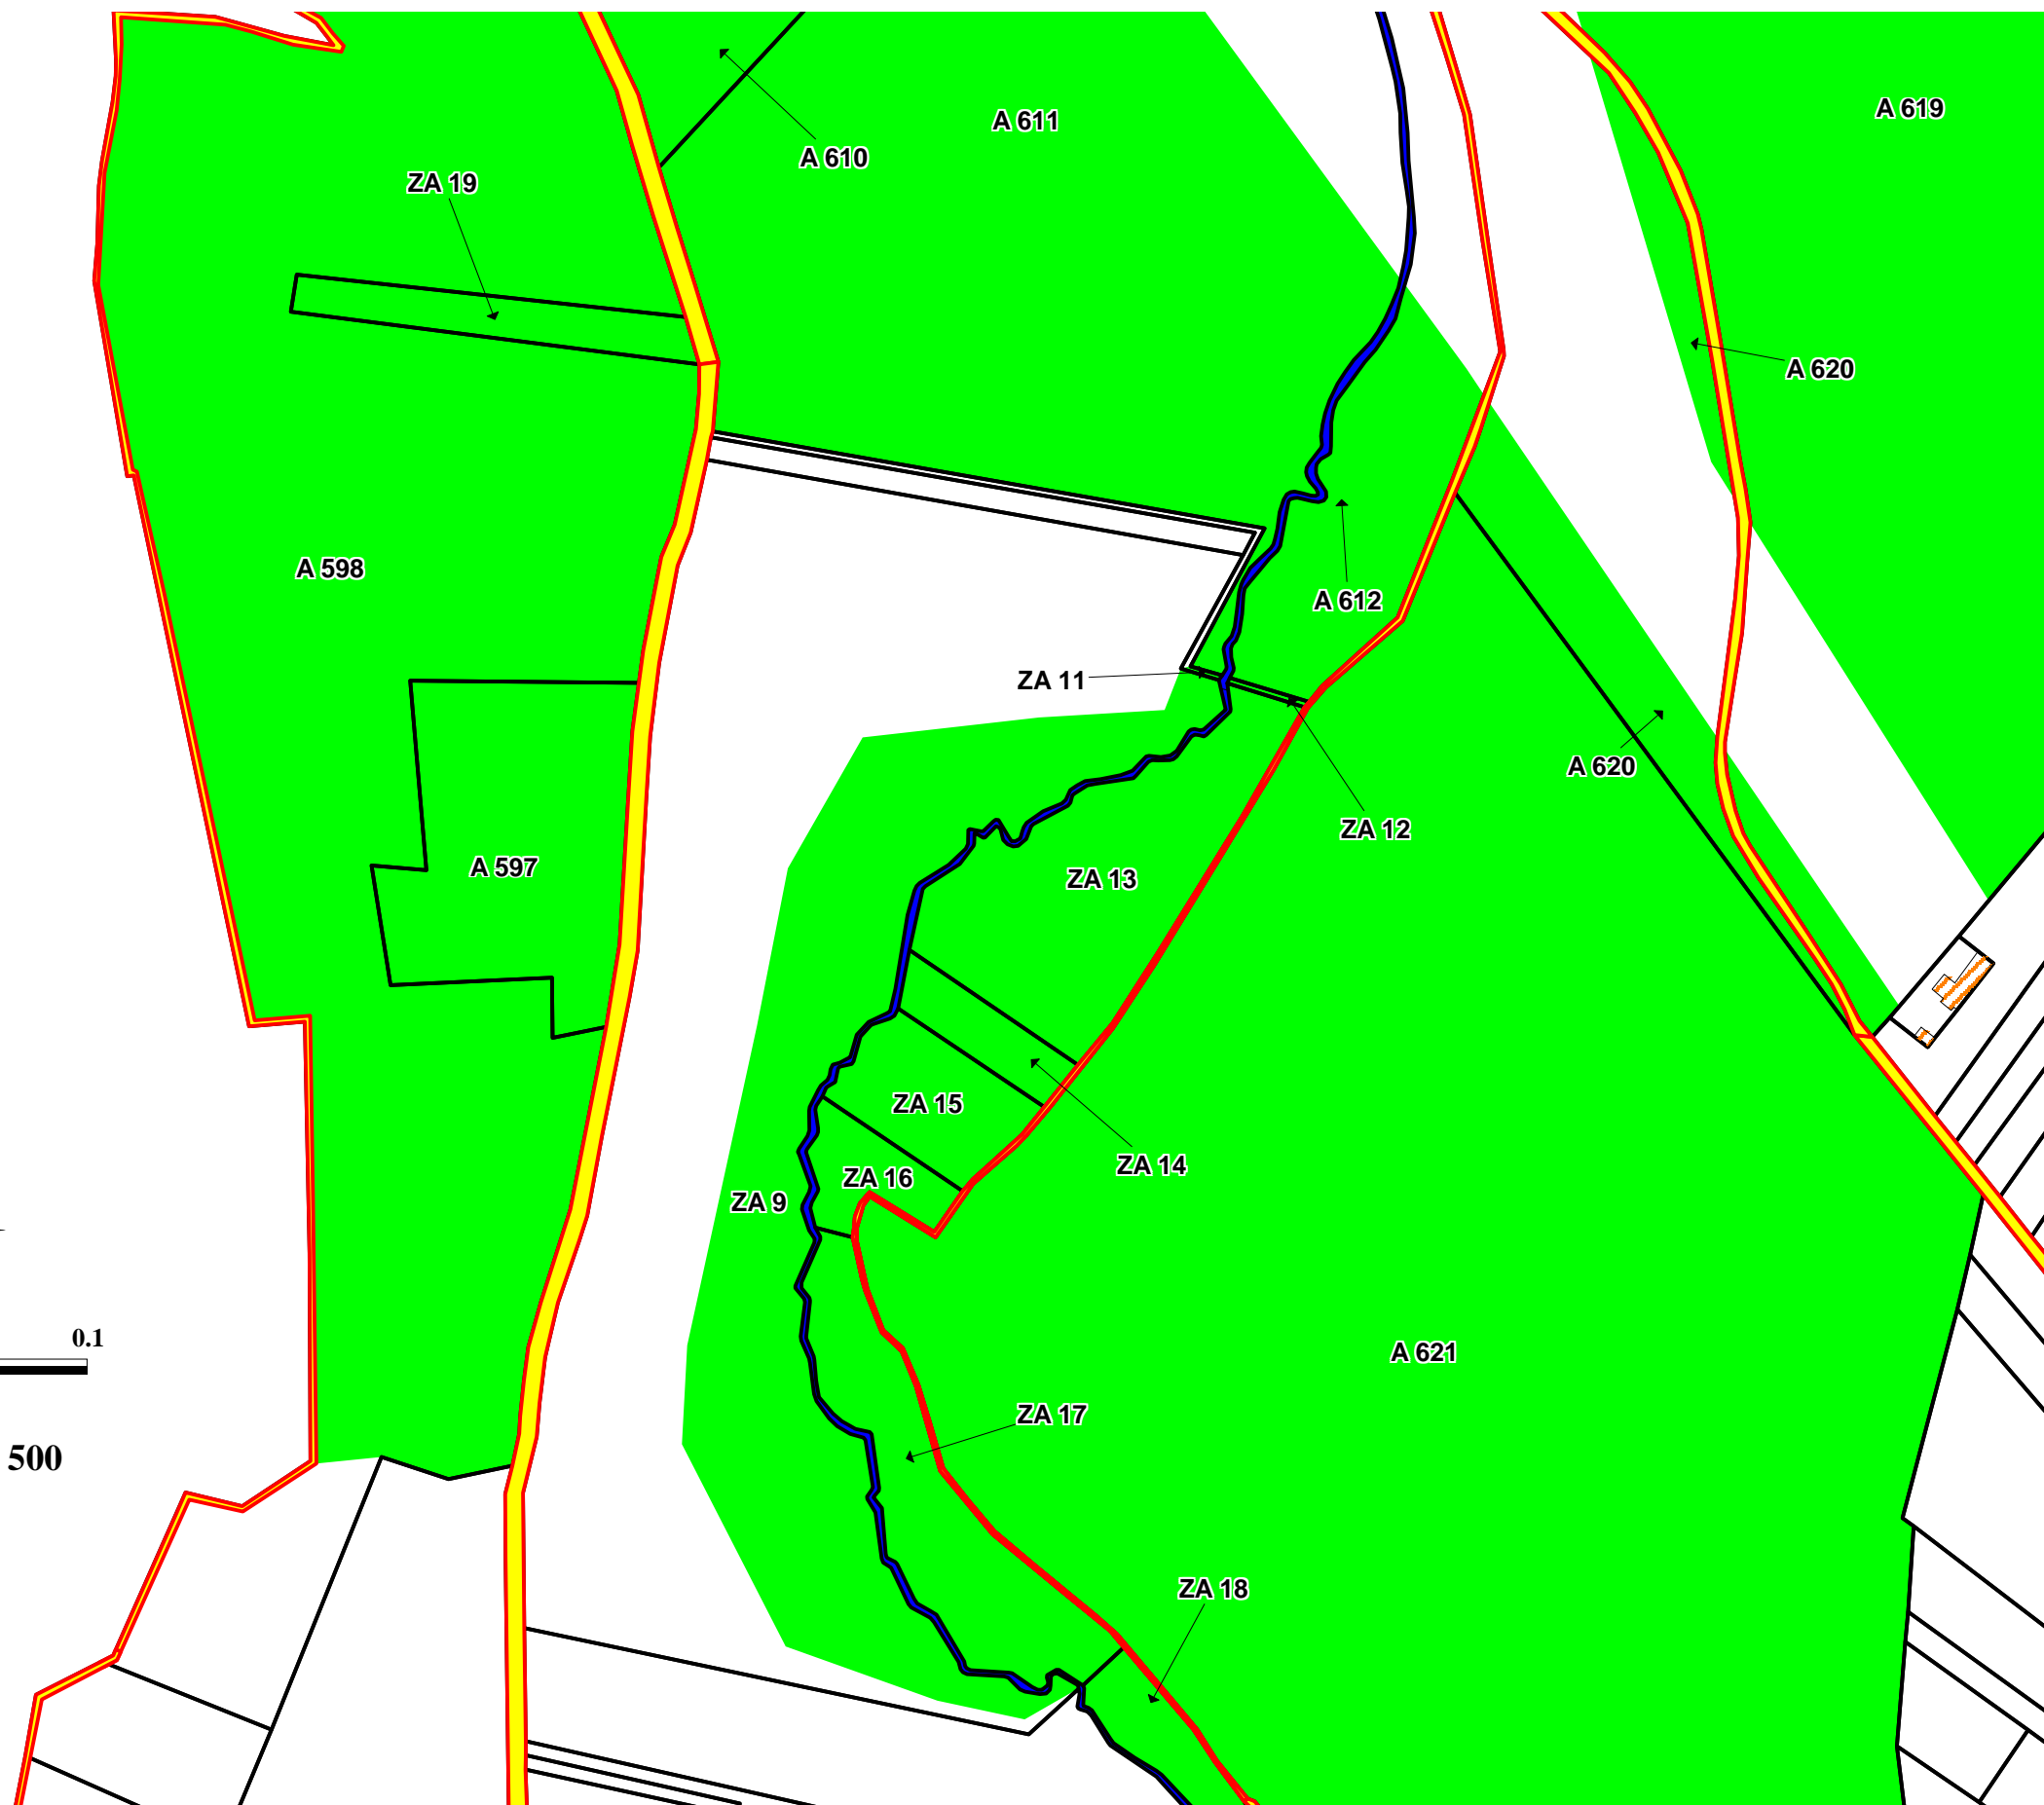 A 619
A 611
A 610
ZA 19
A 620
A 598
A 612
ZA 11
A 620
ZA 12
A 597
ZA 13
ZA 15
ZA 14
ZA 16
ZA 9
0.1
A 621
ZA 17
500
ZA 18